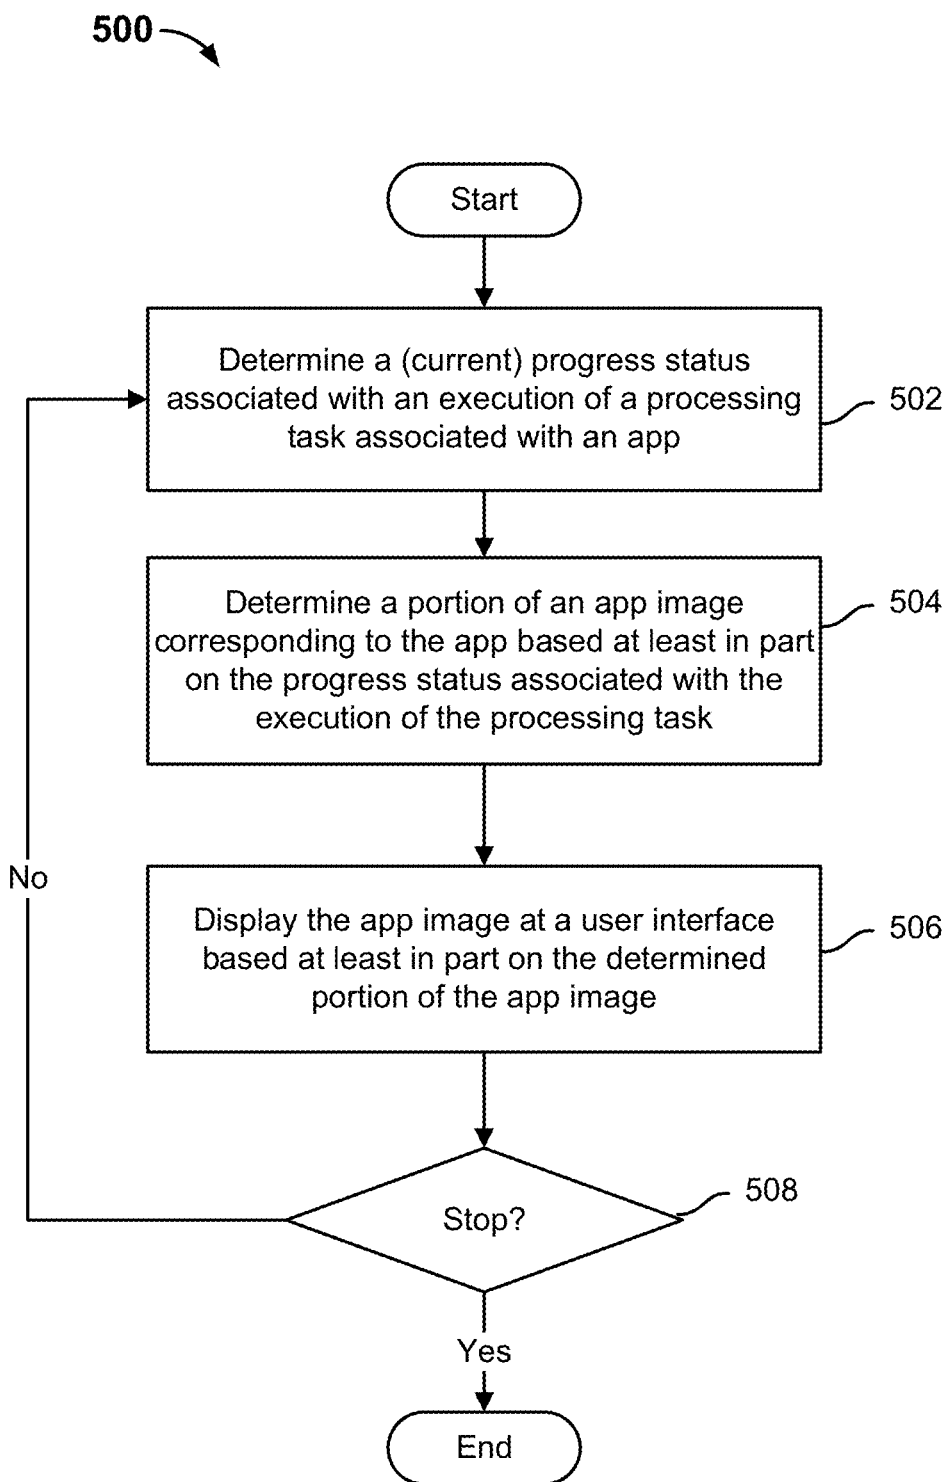 500
Start
Determine a (current) progress status
associated with an execution of a processing
task associated with an app
502
Determine a portion of an app image
corresponding to the app based at least in part
on the progress status associated with the
execution of the processing task
504
Display the app image at a user interface
based at least in part on the determined
portion of the app image
506
No
Stop?
508
Yes
End